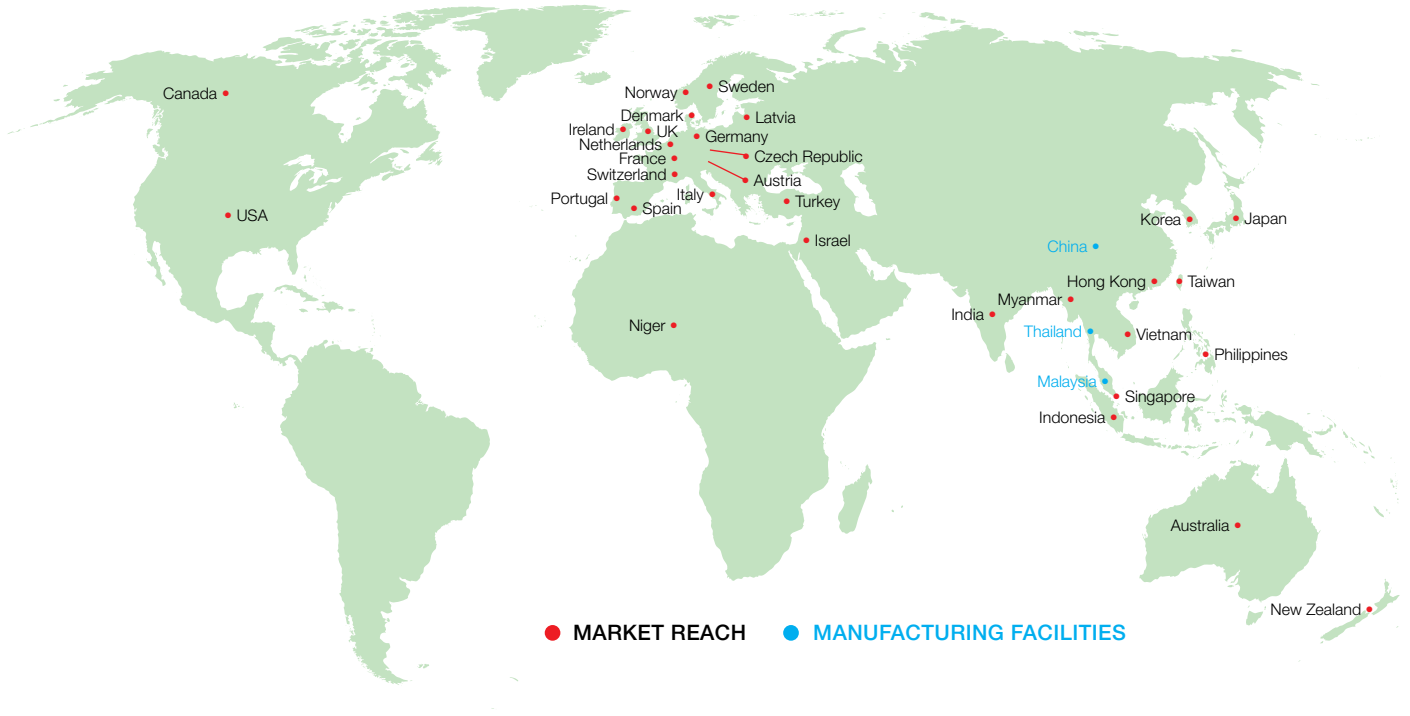 Canada
USA
Norway
Sweden
Denmark
Latvia
Ireland
UK
Germany
Netherlands
France
Czech Republic
Switzerland
Austria
Portugal
Italy
Turkey
Spain
Israel
Niger
Korea
Japan
China
Hong Kong
Taiwan
Myanmar
India
Thailand
Vietnam
Philippines
Malaysia
Singapore
Indonesia
Australia
New Zealand
MARKET REACH
MANUFACTURING FACILITIES